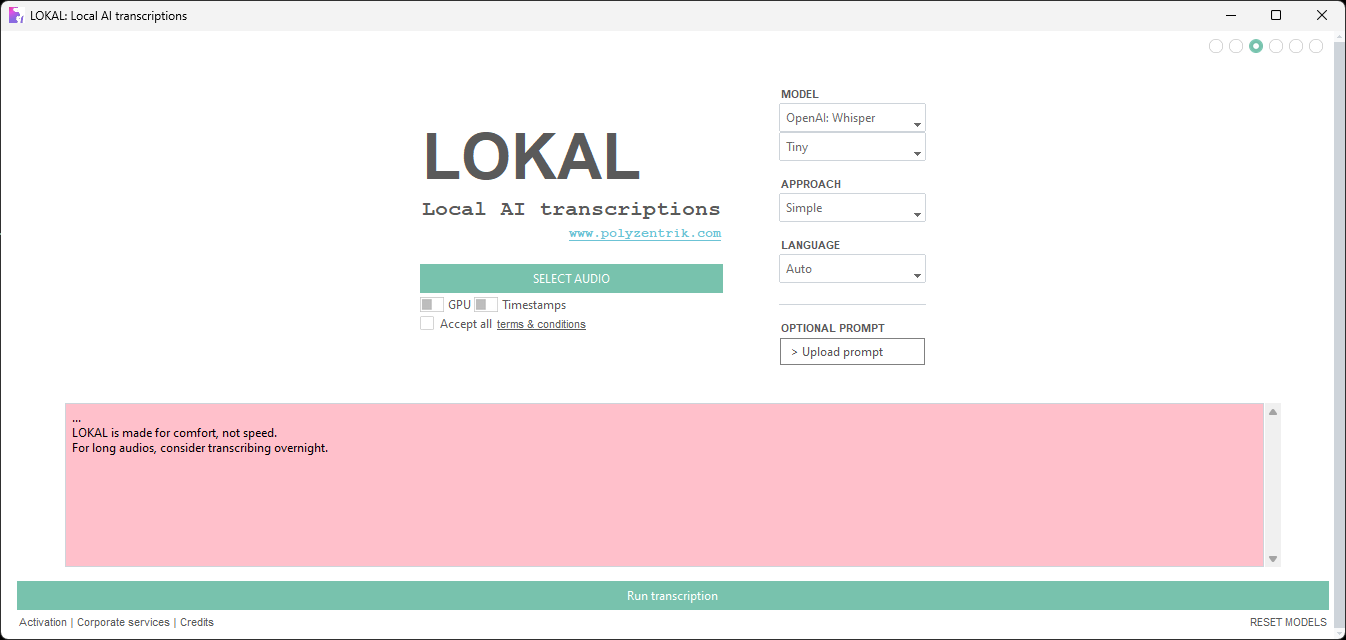 LOKAL: Local AI transcriptions
LOKAL
Local AI transcriptions
www.polyzentrik.com
SELECT AUDIO
GPU Timestamps
Accept all terms & conditions
MODEL
OpenAI: Whisper
Tiny
APPROACH
Simple
LANGUAGE
Auto
OPTIONAL PROMPT
> Upload prompt
...
LOKAL is made for comfort, not speed.
For long audios, consider transcribing overnight.
Run transcription
Activation | Corporate services | Credits
RESET MODELS